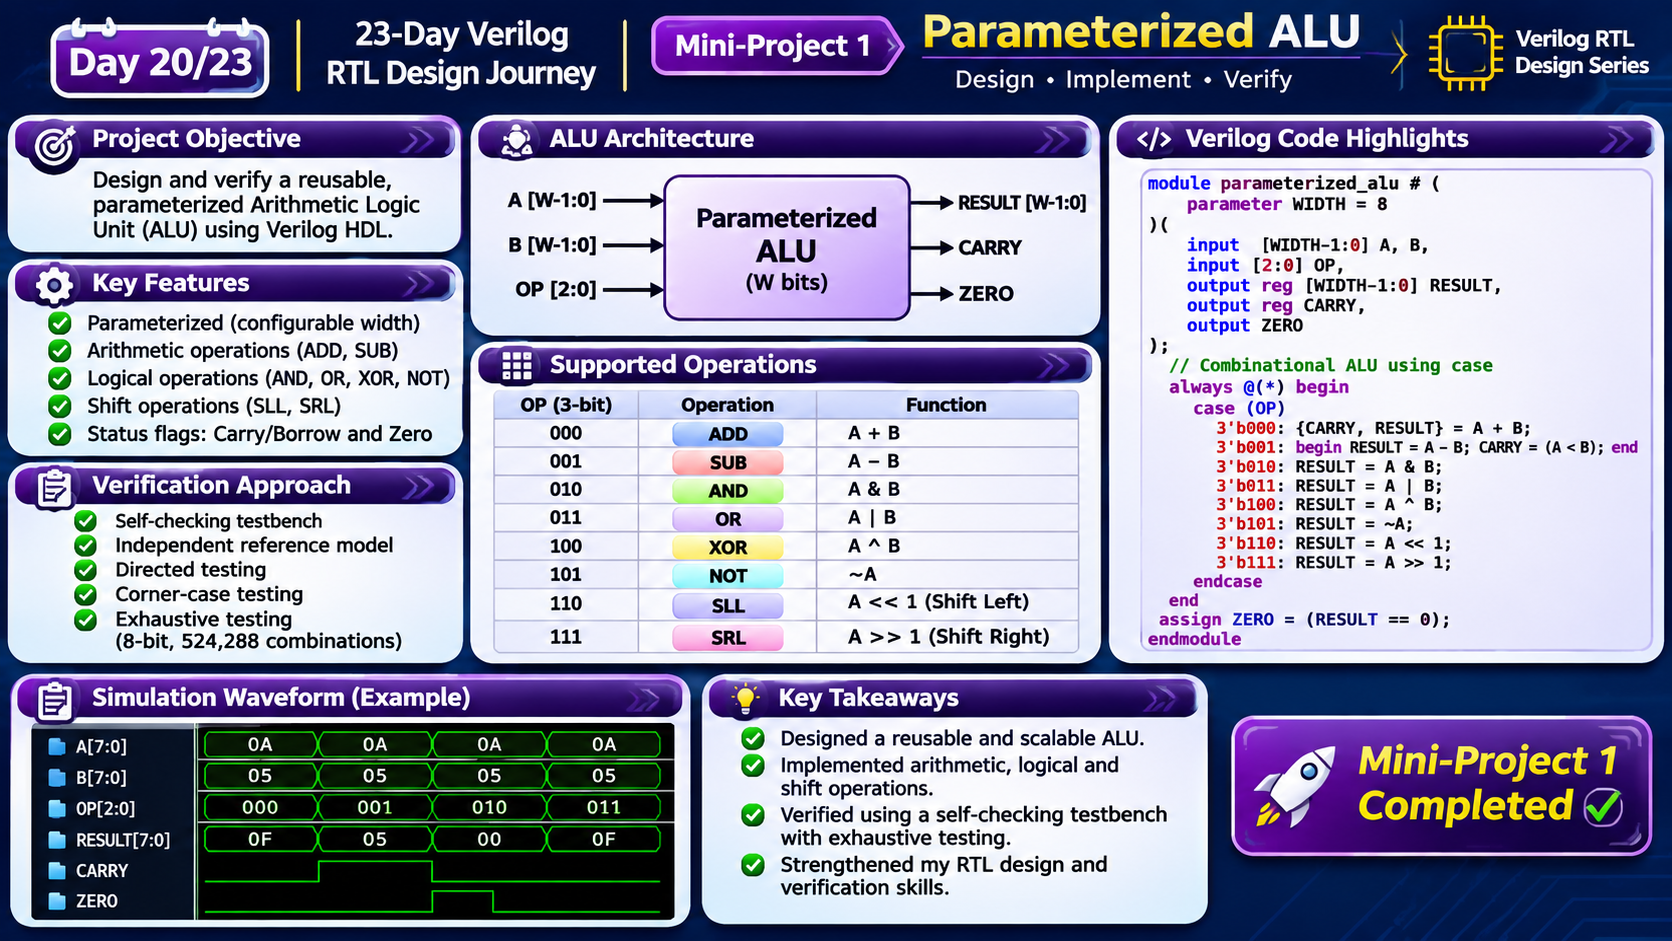 Day 20/23
23-Day Verilog
RTL Design Journey
Mini-Project 1
Parameterized ALU
Design • Implement • Verify
Verilog RTL
Design Series
Project Objective
Design and verify a reusable,
parameterized Arithmetic Logic
Unit (ALU) using Verilog HDL.
Key Features
Parameterized (configurable width)
Arithmetic operations (ADD, SUB)
Logical operations (AND, OR, XOR, NOT)
Shift operations (SLL, SRL)
Status flags: Carry/Borrow and Zero
Verification Approach
Self-checking testbench
Independent reference model
Directed testing
Corner-case testing
Exhaustive testing
(8-bit, 524,288 combinations)
ALU Architecture
A [W-1:0]
B [W-1:0]
OP [2:0]
Parameterized
ALU
(W bits)
RESULT [W-1:0]
CARRY
ZERO
Supported Operations
OP (3-bit) Operation Function
000 ADD A + B
001 SUB A − B
010 AND A & B
011 OR A | B
100 XOR A ^ B
101 NOT ~A
110 SLL A << 1 (Shift Left)
111 SRL A >> 1 (Shift Right)
</> Verilog Code Highlights
module parameterized_alu # (
parameter WIDTH = 8
)(
input [WIDTH-1:0] A, B,
input [2:0] OP,
output reg [WIDTH-1:0] RESULT,
output reg CARRY,
output ZERO
);
// Combinational ALU using case
always @(*) begin
case (OP)
3'b000: {CARRY, RESULT} = A + B;
3'b001: begin RESULT = A - B; CARRY = (A < B); end
3'b010: RESULT = A & B;
3'b011: RESULT = A | B;
3'b100: RESULT = A ^ B;
3'b101: RESULT = ~A;
3'b110: RESULT = A << 1;
3'b111: RESULT = A >> 1;
endcase
end
assign ZERO = (RESULT == 0);
endmodule
Simulation Waveform (Example)
A[7:0] 0A 0A 0A 0A
B[7:0] 05 05 05 05
OP[2:0] 000 001 010 011
RESULT[7:0] 0F 05 00 0F
CARRY
ZERO
Key Takeaways
Designed a reusable and scalable ALU.
Implemented arithmetic, logical and
shift operations.
Verified using a self-checking testbench
with exhaustive testing.
Strengthened my RTL design and
verification skills.
Mini-Project 1
Completed